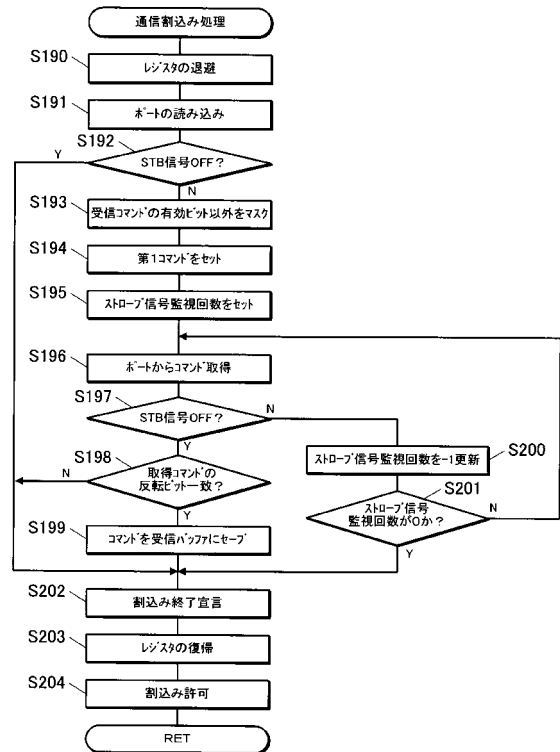 通信割込み処理
S190
レジスタの退避
S191
ポートの読み込み
S192
Y
STB信号OFF?
N
S193
受信コマンドの有効ビット以外をマスク
S194
第1コマンドをセット
S195
ストローブ信号監視回数をセット
S196
ポートからコマンド取得
S197
STB信号OFF?
N
Y
S198
N
取得コマンドの
反転ビット一致?
Y
S200
ストローブ信号監視回数を-1更新
S201
ストローブ信号
監視回数が0か?
N
Y
S199
コマンドを受信バッファにセーブ
S202
割込み終了宣言
S203
レジスタの復帰
S204
割込み許可
RET